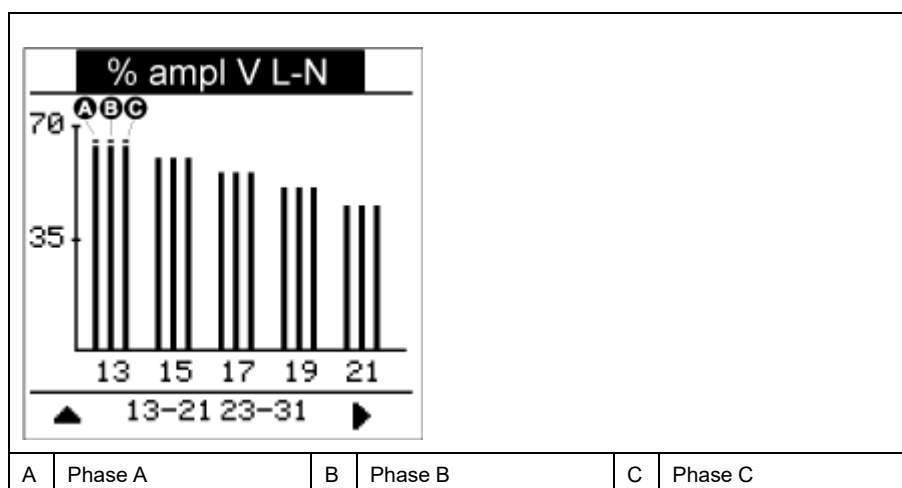 % ampl V L-N
A B C
70
35
13 15 17 19 21
13-21 23-31
A Phase A B Phase B C Phase C